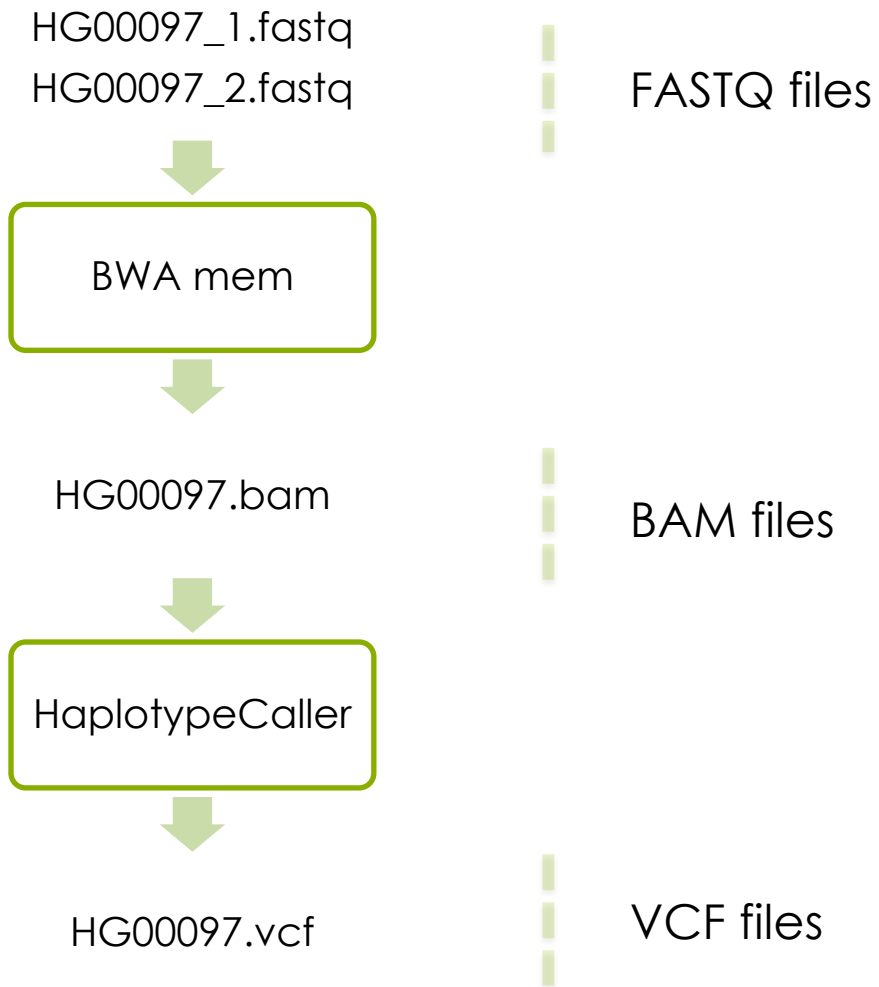 HG00097_1.fastq
HG00097_2.fastq
FASTQ files
BWA mem
HG00097.bam
BAM files
HaplotypeCaller
HG00097.vcf
VCF files